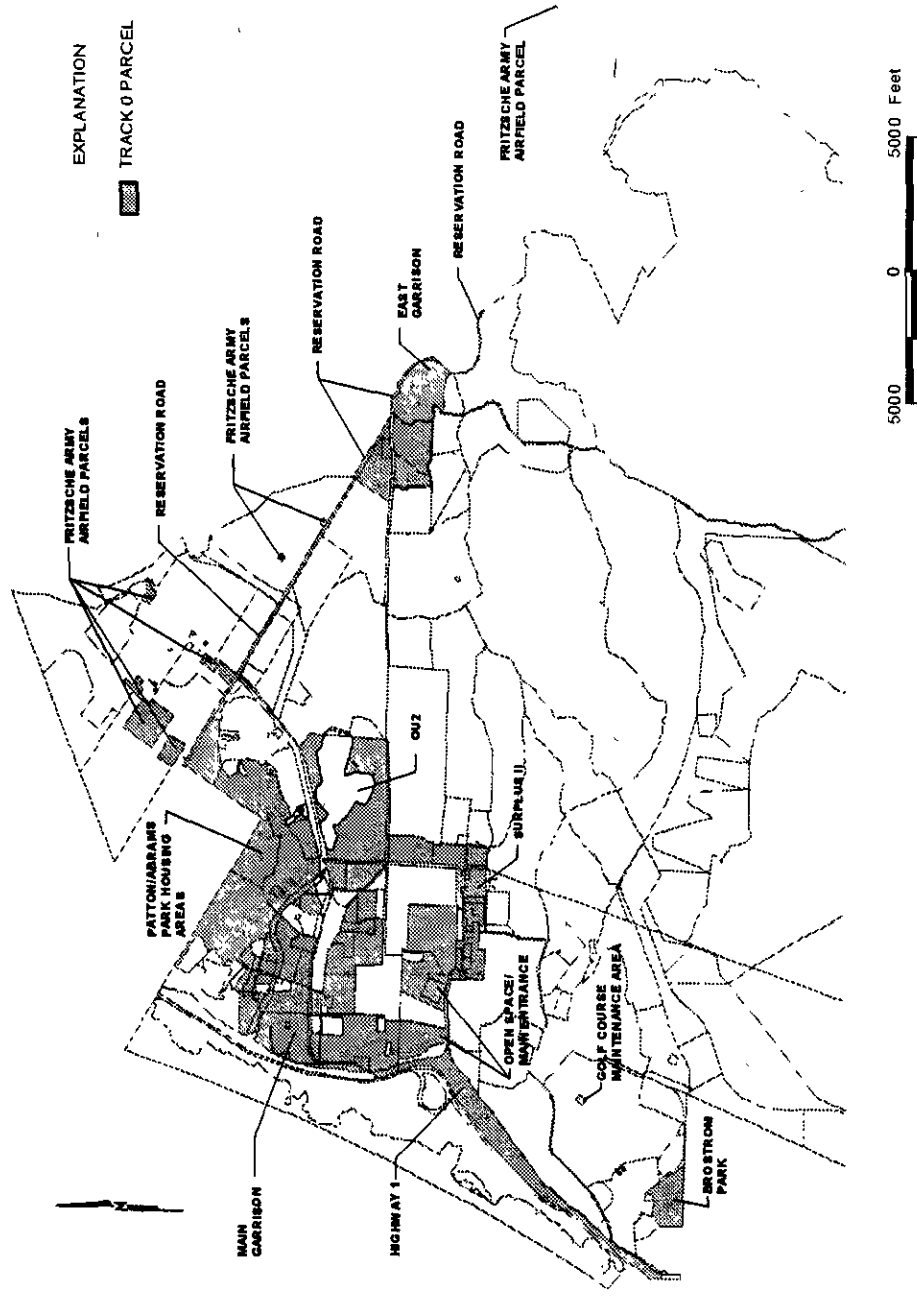 EXPLANATION
TRACK 0 PARCEL
FRITZSCHE ARMY
AIRFIELD PARCELS
RESERVATION ROAD
FRITZSCHE ARMY
AIRFIELD PARCELS
RESERVATION ROAD
EAST
GARRISON
RESERVATION ROAD
FRITZSCHE ARMY
AIRFIELD PARCEL
PATTON/ABRAMS
PARK HOUSING
AREAS
OU2
SURPLUS II
MAIN
GARRISON
HIGHWAY 1
OPEN SPACE/
MAIN ENTRANCE
GOLF COURSE
MAINTENANCE AREA
BROSTROM
PARK
N
5000 0 5000 Feet